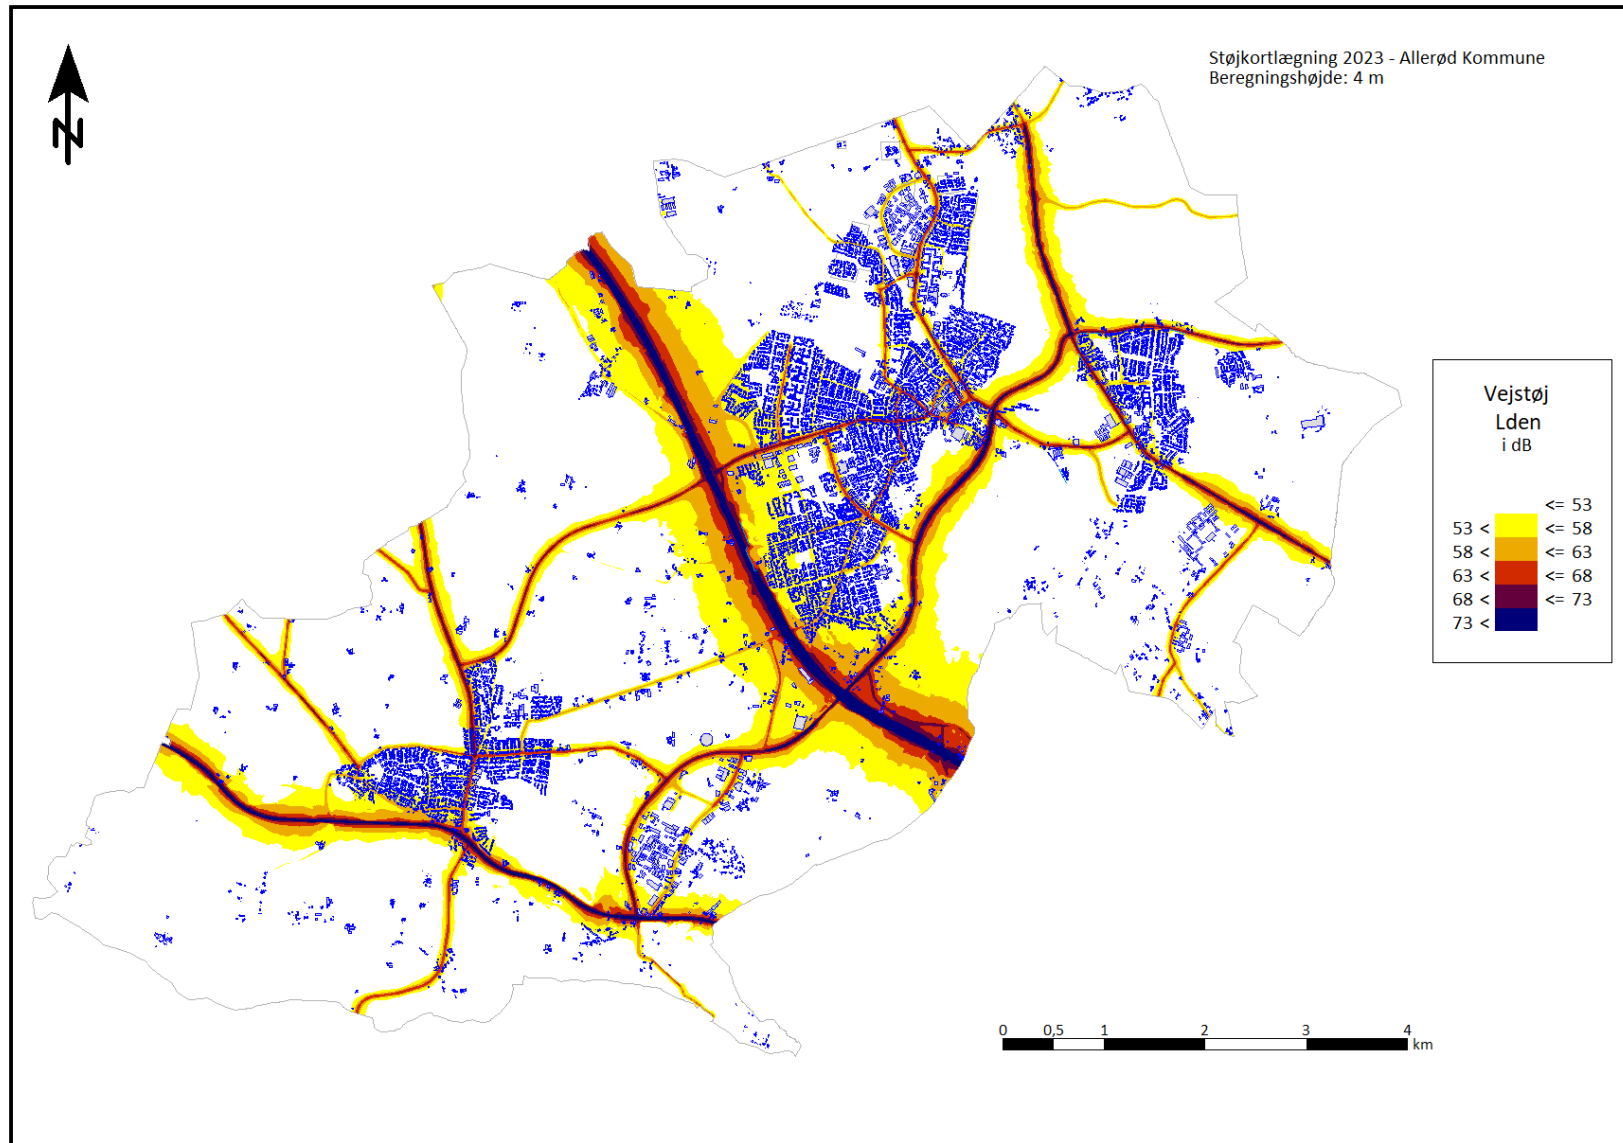 Støjkortlægning 2023 - Allerød Kommune
Beregningshøjde: 4 m
N
Vejstøj
Lden
i dB
<= 53
53 < <= 58
58 < <= 63
63 < <= 68
68 < <= 73
73 <
0 0,5 1 2 3 4
km